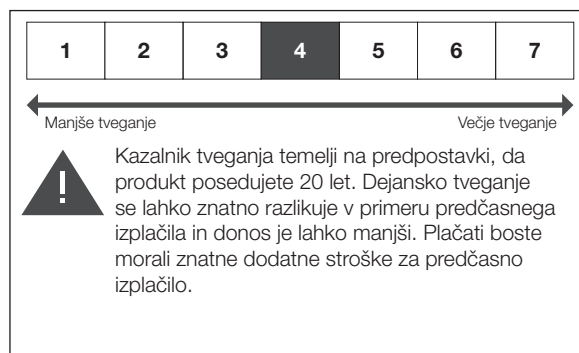 1 2 3 4 5 6 7
Manjše tveganje Večje tveganje
Kazalnik tveganja temelji na predpostavki, da
produkt posedujete 20 let. Dejansko tveganje
se lahko znatno razlikuje v primeru predčasnega
izplačila in donos je lahko manjši. Plačati boste
morali znatne dodatne stroške za predčasno
izplačilo.